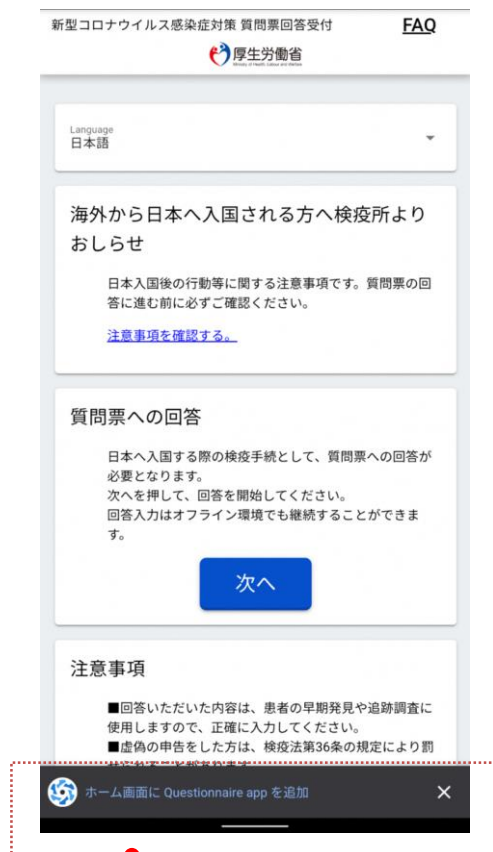 新型コロナウイルス感染症対策 質問票回答受付
FAQ
厚生労働省
Ministry of Health, Labour and Welfare
Language
日本語
海外から日本へ入国される方へ検疫所より
おしらせ
日本入国後の行動等に関する注意事項です。質問票の回
答に進む前に必ずご確認ください。
注意事項を確認する。
質問票への回答
日本へ入国する際の検疫手続として、質問票への回答が
必要となります。
次へを押して、回答を開始してください。
回答入力はオフライン環境でも継続することができま
す。
次へ
注意事項
■回答いただいた内容は、患者の早期発見や追跡調査に
使用しますので、正確に入力してください。
■虚偽の申告をした方は、検疫法第36条の規定により罰
ホーム画面に Questionnaire app を追加